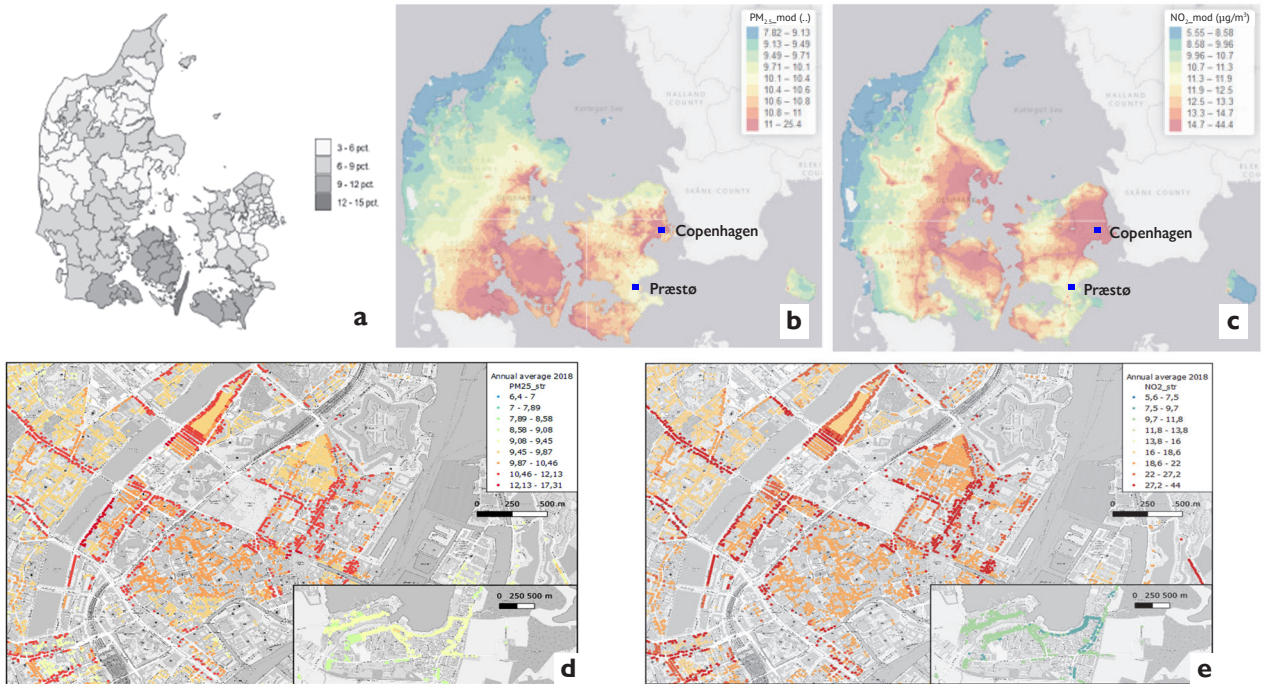 3 - 6 pct.
6 - 9 pct.
9 - 12 pct.
12 - 15 pct.
a
PM2.5_mod (..)
7.82 – 9.13
9.13 – 9.49
9.49 – 9.71
9.71 – 10.1
10.1 – 10.4
10.4 – 10.6
10.6 – 10.8
10.8 – 11
11 – 25.4
HALLAND
COUNTY
Kattegat Sea
SKÅNE COUNTY
Copenhagen
Præstø
b
NO2_mod (µg/m³)
5.55 – 8.58
8.58 – 9.96
9.96 – 10.7
10.7 – 11.3
11.3 – 11.9
11.9 – 12.5
12.5 – 13.3
13.3 – 14.7
14.7 – 44.4
HALLAND
COUNTY
Kattegat Sea
SKÅNE COUNTY
DENMARK
Copenhagen
Præstø
c
Annual average 2018
PM25_str
6,4 - 7
7 - 7,89
7,89 - 8,58
8,58 - 9,08
9,08 - 9,45
9,45 - 9,87
9,87 - 10,46
10,46 - 12,13
12,13 - 17,31
0 250 500 m
0 250 500 m
d
Annual average 2018
NO2_str
5,6 - 7,5
7,5 - 9,7
9,7 - 11,8
11,8 - 13,8
13,8 - 16
16 - 18,6
18,6 - 22
22 - 27,2
27,2 - 44
0 250 500 m
0 250 500 m
e